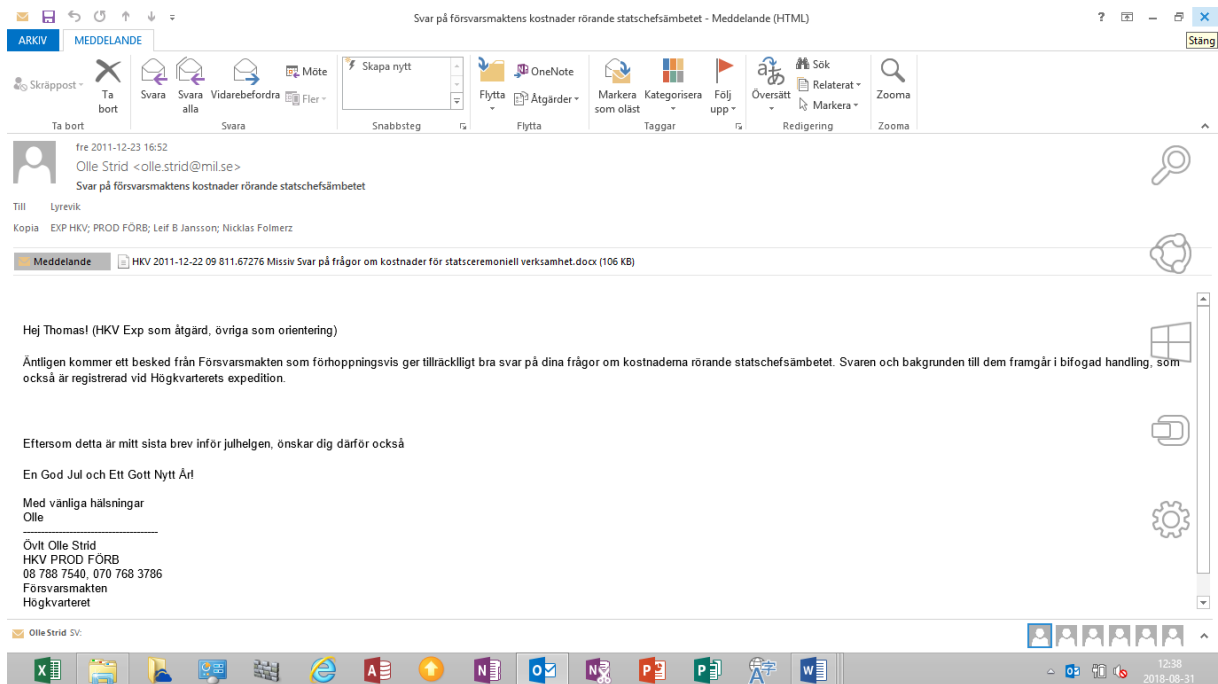 Svar på försvarsmaktens kostnader rörande statschefsämbetet - Meddelande (HTML)
?
ARKIV MEDDELANDE
Stäng
Skräppost
Ta bort
Svara
Svara alla
Vidarebefordra
Möte
Fler
Skapa nytt
Flytta
OneNote
Åtgärder
Markera som oläst
Kategorisera
Följ upp
Översätt
Sök
Relaterat
Markera
Zooma
Ta bort Svara Snabbsteg Flytta Taggar Redigering Zooma
fre 2011-12-23 16:52
Olle Strid <olle.strid@mil.se>
Svar på försvarsmaktens kostnader rörande statschefsämbetet
Till Lyrevik
Kopia EXP HKV; PROD FÖRB; Leif B Jansson; Nicklas Folmerz
Meddelande HKV 2011-12-22 09 811.67276 Missiv Svar på frågor om kostnader för statsceremoniell verksamhet.docx (106 KB)
Hej Thomas! (HKV Exp som åtgärd, övriga som orientering)
Äntligen kommer ett besked från Försvarsmakten som förhoppningsvis ger tillräcklligt bra svar på dina frågor om kostnaderna rörande statschefsämbetet. Svaren och bakgrunden till dem framgår i bifogad handling, som
också är registrerad vid Högkvarterets expedition.
Eftersom detta är mitt sista brev inför julhelgen, önskar dig därför också
En God Jul och Ett Gott Nytt År!
Med vänliga hälsningar
Olle
--------------------------------------
Övlt Olle Strid
HKV PROD FÖRB
08 788 7540, 070 768 3786
Försvarsmakten
Högkvarteret
Olle Strid SV:
12:38
2018-08-31